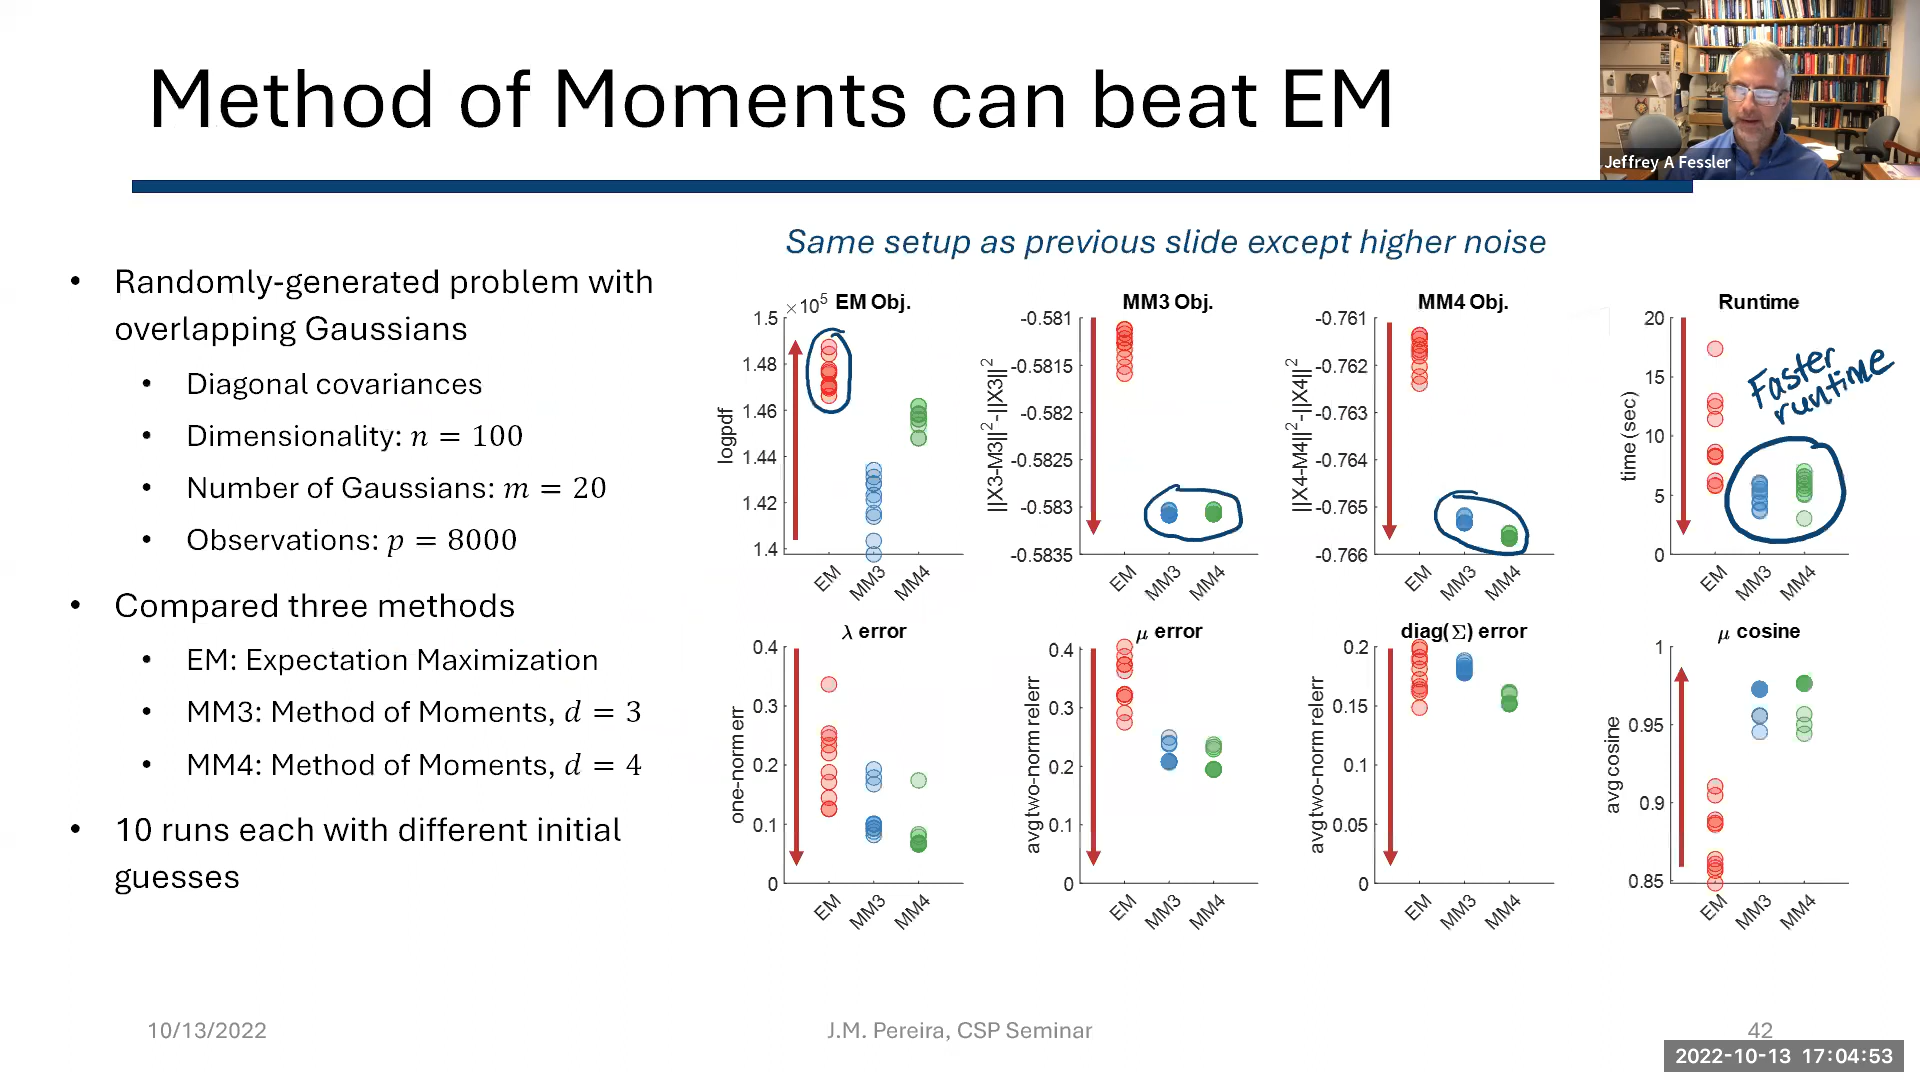 Method of Moments can beat EM
Jeffrey A Fessler
Same setup as previous slide except higher noise
• Randomly-generated problem with
overlapping Gaussians
• Diagonal covariances
• Dimensionality: n = 100
• Number of Gaussians: m = 20
• Observations: p = 8000
• Compared three methods
• EM: Expectation Maximization
• MM3: Method of Moments, d = 3
• MM4: Method of Moments, d = 4
• 10 runs each with different initial
guesses
×10⁵ EM Obj.
logpdf
1.5
1.48
1.46
1.44
1.42
1.4
EM MM3 MM4
MM3 Obj.
||X3-M3||²-||X3||²
-0.581
-0.5815
-0.582
-0.5825
-0.583
-0.5835
EM MM3 MM4
MM4 Obj.
||X4-M4||²-||X4||²
-0.761
-0.762
-0.763
-0.764
-0.765
-0.766
EM MM3 MM4
Runtime
time (sec)
20
15
10
5
0
EM MM3 MM4
Faster
runtime
λ error
one-norm err
0.4
0.3
0.2
0.1
0
EM MM3 MM4
μ error
avg two-norm relerr
0.4
0.3
0.2
0.1
0
EM MM3 MM4
diag(Σ) error
avg two-norm relerr
0.2
0.15
0.1
0.05
0
EM MM3 MM4
μ cosine
avg cosine
1
0.95
0.9
0.85
EM MM3 MM4
10/13/2022
J.M. Pereira, CSP Seminar
42
2022-10-13 17:04:53